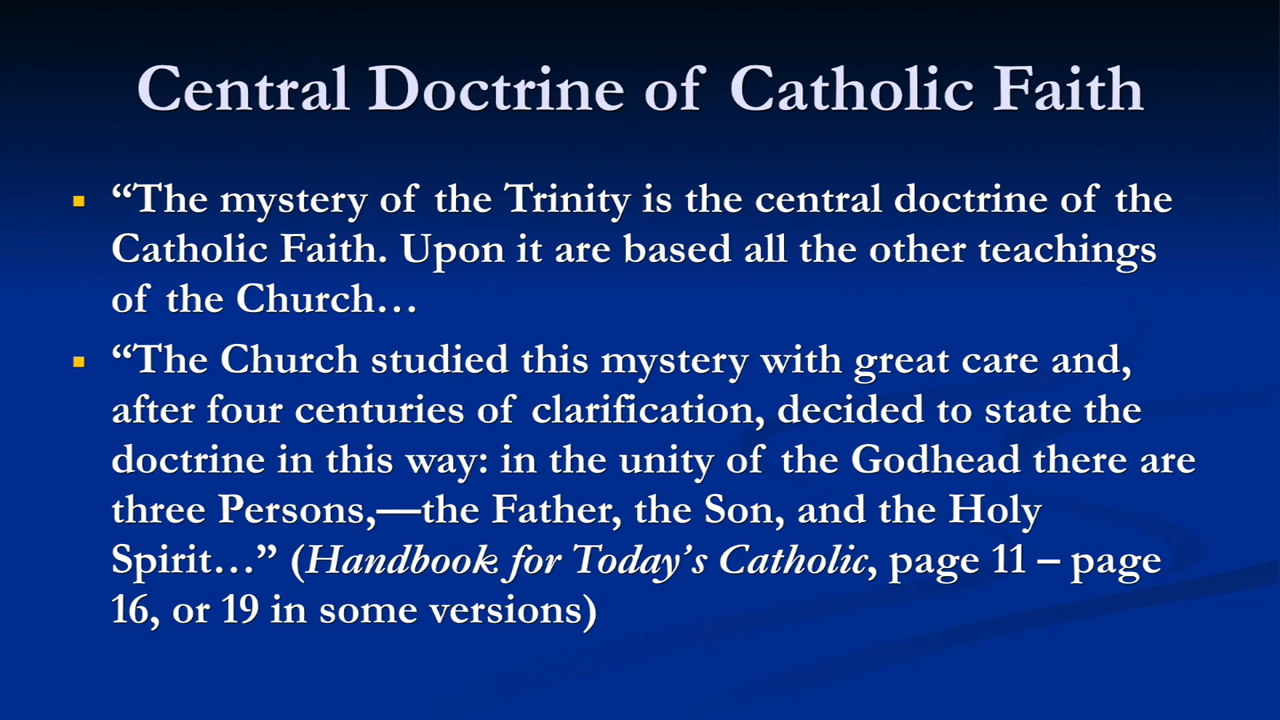 Central Doctrine of Catholic Faith
“The mystery of the Trinity is the central doctrine of the
Catholic Faith. Upon it are based all the other teachings
of the Church…
“The Church studied this mystery with great care and,
after four centuries of clarification, decided to state the
doctrine in this way: in the unity of the Godhead there are
three Persons,—the Father, the Son, and the Holy
Spirit…” (Handbook for Today’s Catholic, page 11 – page
16, or 19 in some versions)